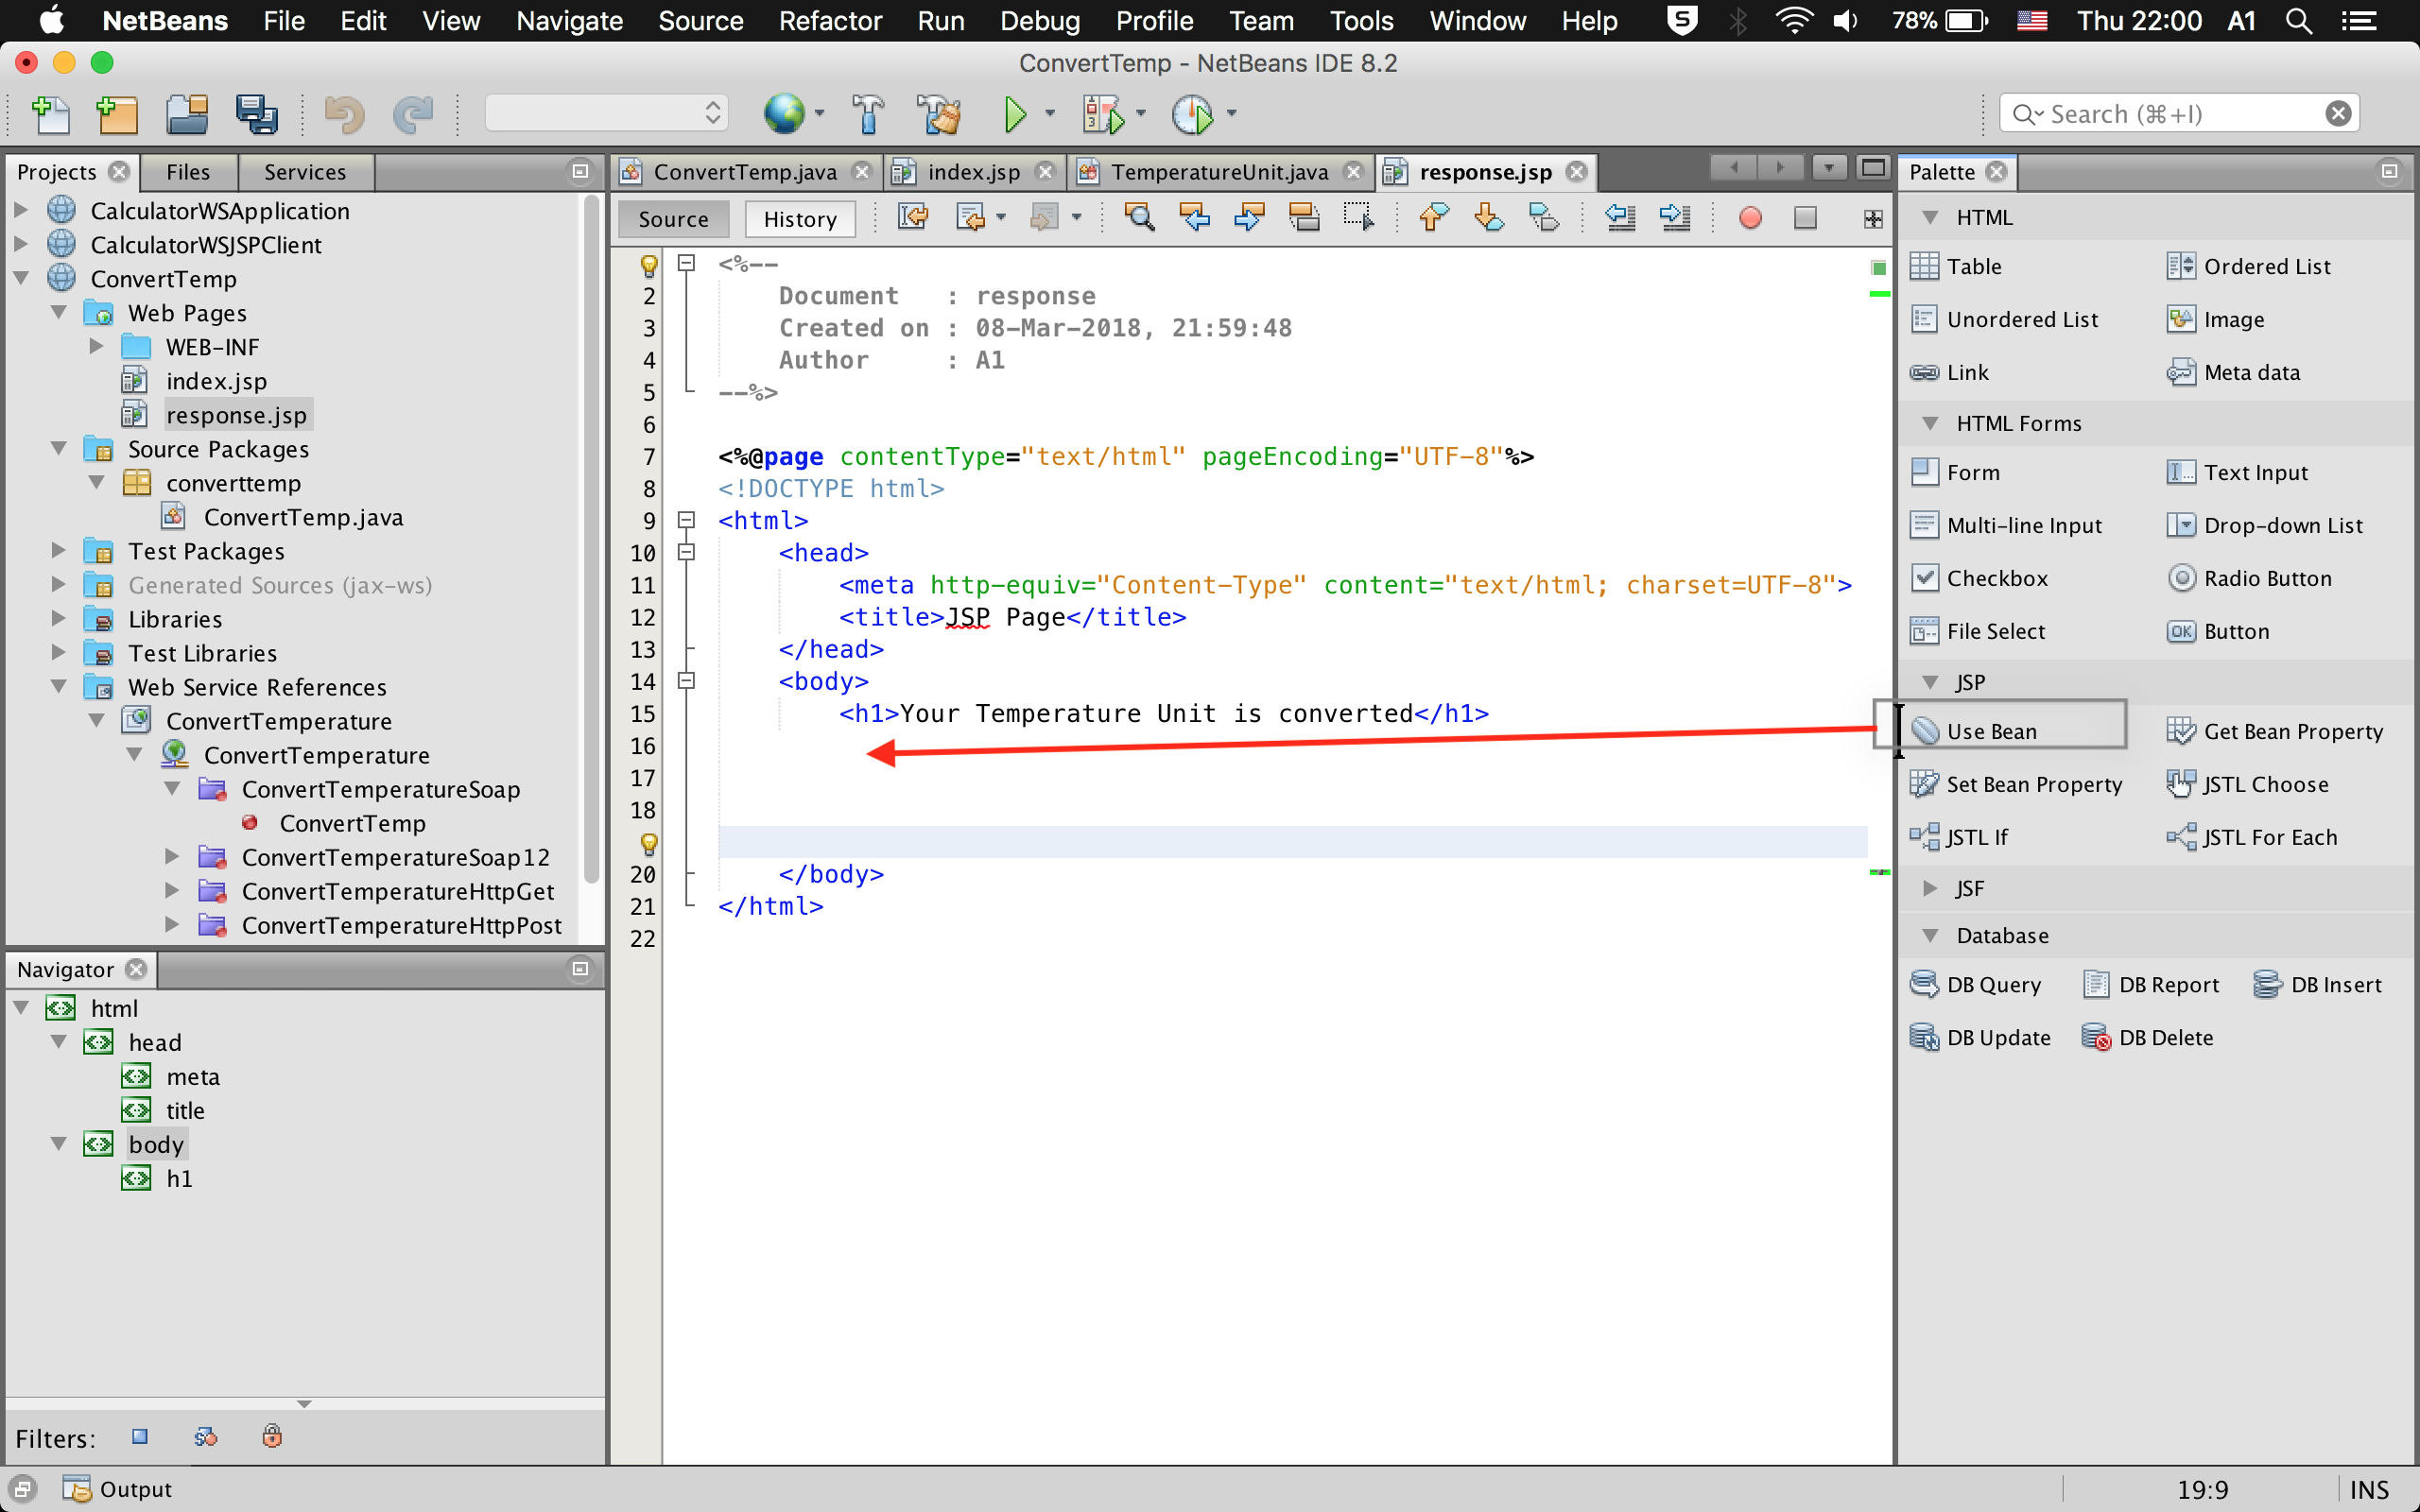 NetBeans File Edit View Navigate Source Refactor Run Debug Profile Team Tools Window Help S 78% Thu 22:00 A1
ConvertTemp - NetBeans IDE 8.2
Search (⌘+I)
Projects Files Services
CalculatorWSApplication
CalculatorWSJSPClient
ConvertTemp
Web Pages
WEB-INF
index.jsp
response.jsp
Source Packages
converttemp
ConvertTemp.java
Test Packages
Generated Sources (jax-ws)
Libraries
Test Libraries
Web Service References
ConvertTemperature
ConvertTemperature
ConvertTemperatureSoap
ConvertTemp
ConvertTemperatureSoap12
ConvertTemperatureHttpGet
ConvertTemperatureHttpPost
Navigator
html
head
meta
title
body
h1
Filters:
ConvertTemp.java index.jsp TemperatureUnit.java response.jsp
Source History
<%--
2 Document : response
3 Created on : 08-Mar-2018, 21:59:48
4 Author : A1
5 --%>
6
7 <%@page contentType="text/html" pageEncoding="UTF-8"%>
8 <!DOCTYPE html>
9 <html>
10 <head>
11 <meta http-equiv="Content-Type" content="text/html; charset=UTF-8">
12 <title>JSP Page</title>
13 </head>
14 <body>
15 <h1>Your Temperature Unit is converted</h1>
16
17
18
20 </body>
21 </html>
22
Palette
HTML
Table Ordered List
Unordered List Image
Link Meta data
HTML Forms
Form Text Input
Multi-line Input Drop-down List
Checkbox Radio Button
File Select OK Button
JSP
Use Bean Get Bean Property
Set Bean Property JSTL Choose
JSTL If JSTL For Each
JSF
Database
DB Query DB Report DB Insert
DB Update DB Delete
Output 19:9 INS